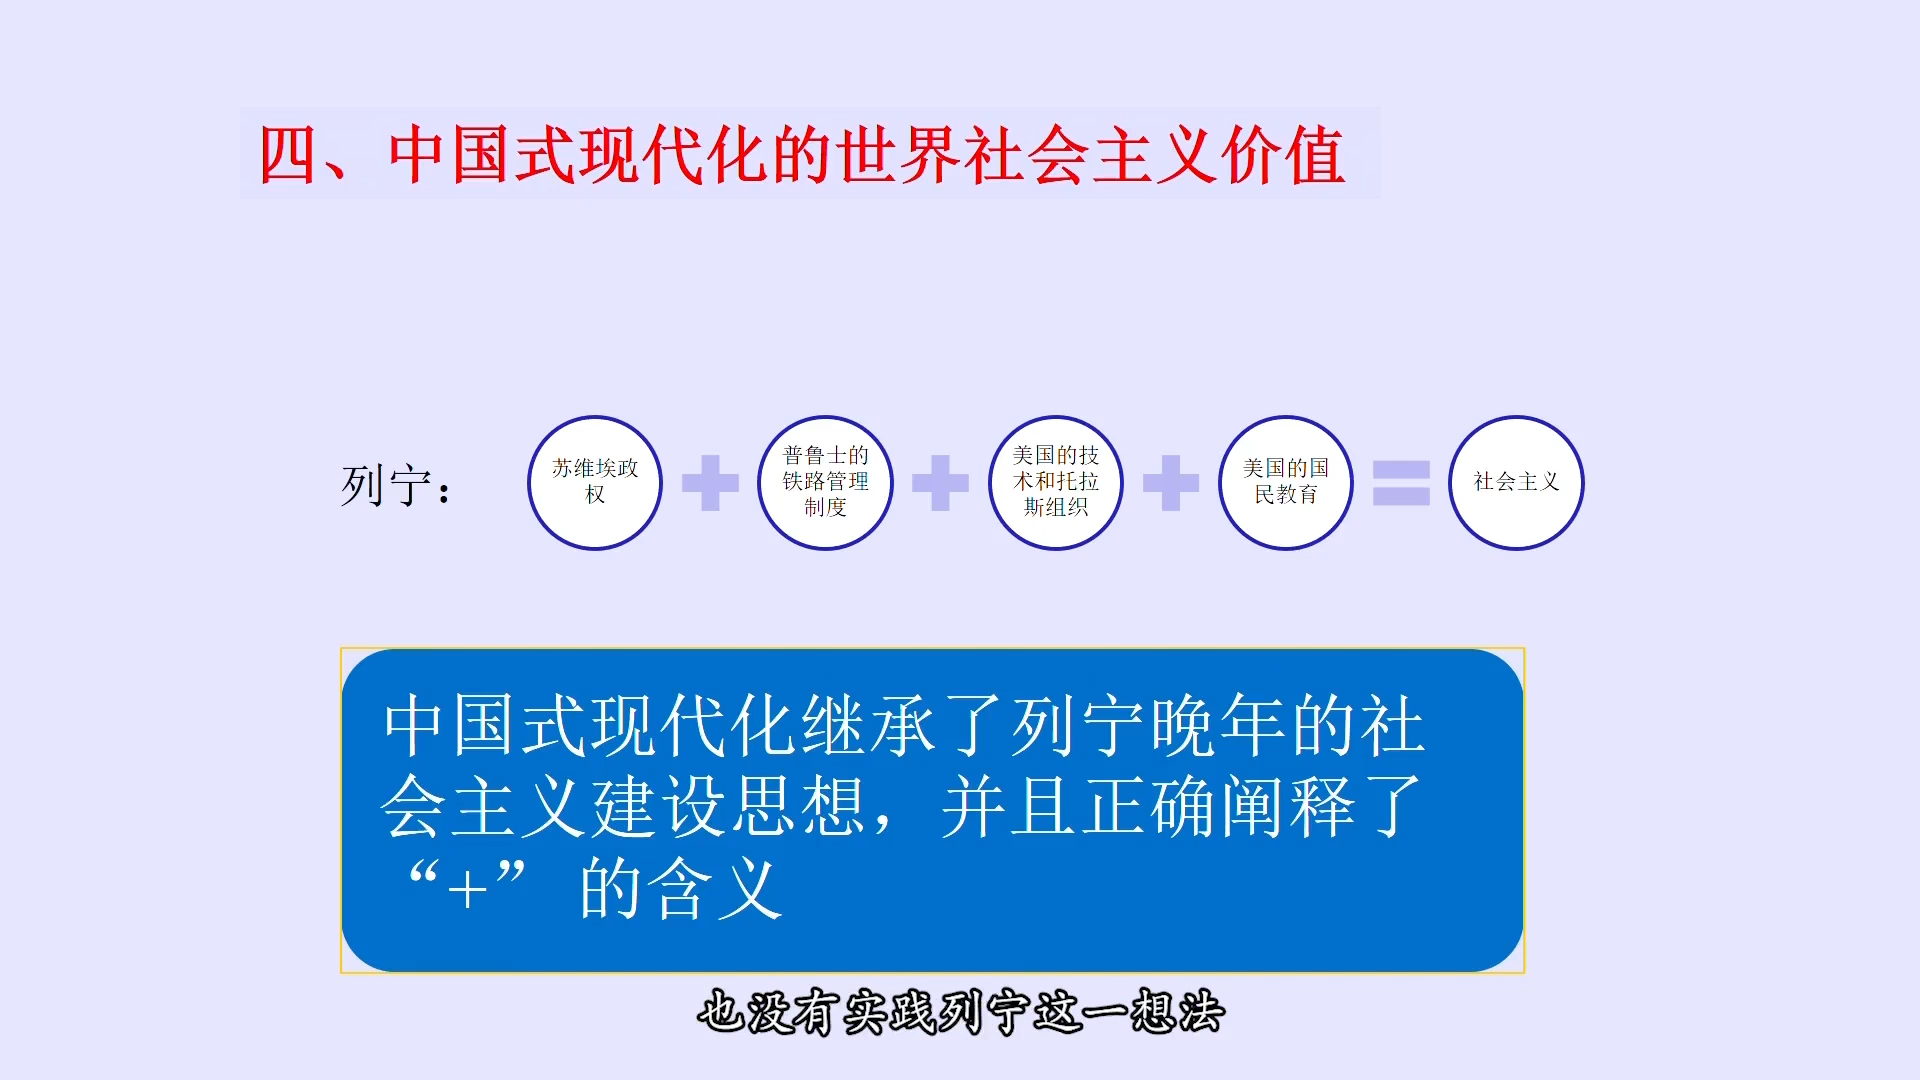 四、中国式现代化的世界社会主义价值
列宁：
苏维埃政
权
普鲁士的
铁路管理
制度
美国的技
术和托拉
斯组织
美国的国
民教育
社会主义
中国式现代化继承了列宁晚年的社
会主义建设思想，并且正确阐释了
“+” 的含义
也没有实践列宁这一想法